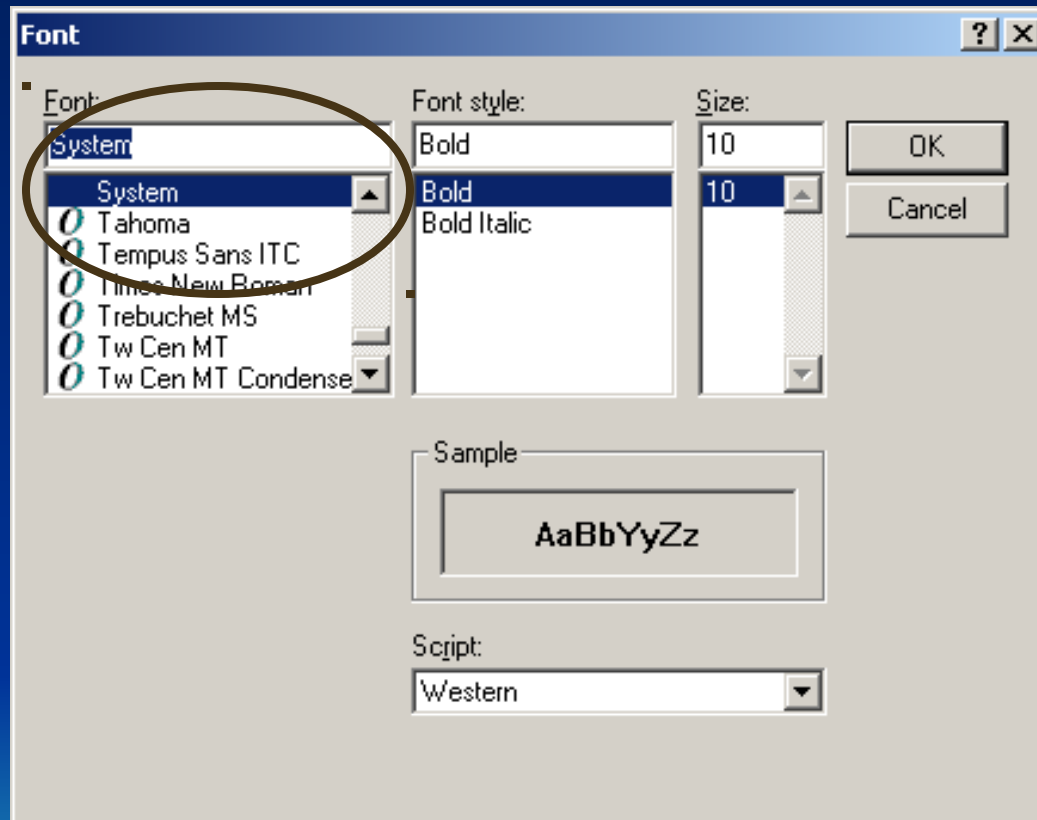 Font
Font:
System
System
Tahoma
Tempus Sans ITC
Times New Roman
Trebuchet MS
Tw Cen MT
Tw Cen MT Condense
Font style:
Bold
Bold
Bold Italic
Size:
10
10
OK
Cancel
Sample
AaBbYyZz
Script:
Western